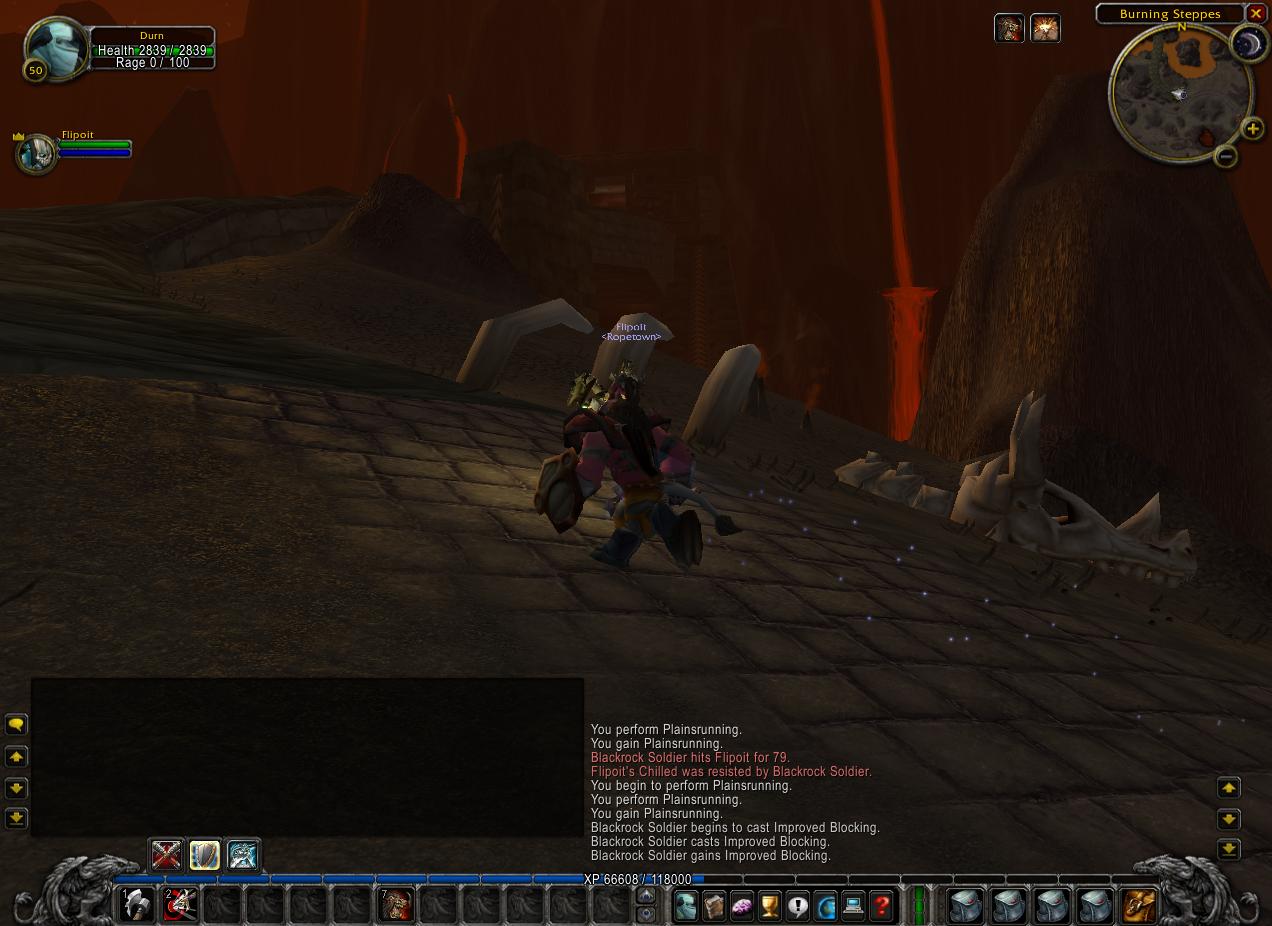 Durn
Health 2839 / 2839
Rage 0 / 100
50
Flipoit
Burning Steppes
N
Flipoit
<Ropetown>
You perform Plainsrunning.
You gain Plainsrunning.
Blackrock Soldier hits Flipoit for 79.
Flipoit's Chilled was resisted by Blackrock Soldier.
You begin to perform Plainsrunning.
You perform Plainsrunning.
You gain Plainsrunning.
Blackrock Soldier begins to cast Improved Blocking.
Blackrock Soldier casts Improved Blocking.
Blackrock Soldier gains Improved Blocking.
XP 66608 / 118000
1
2
7